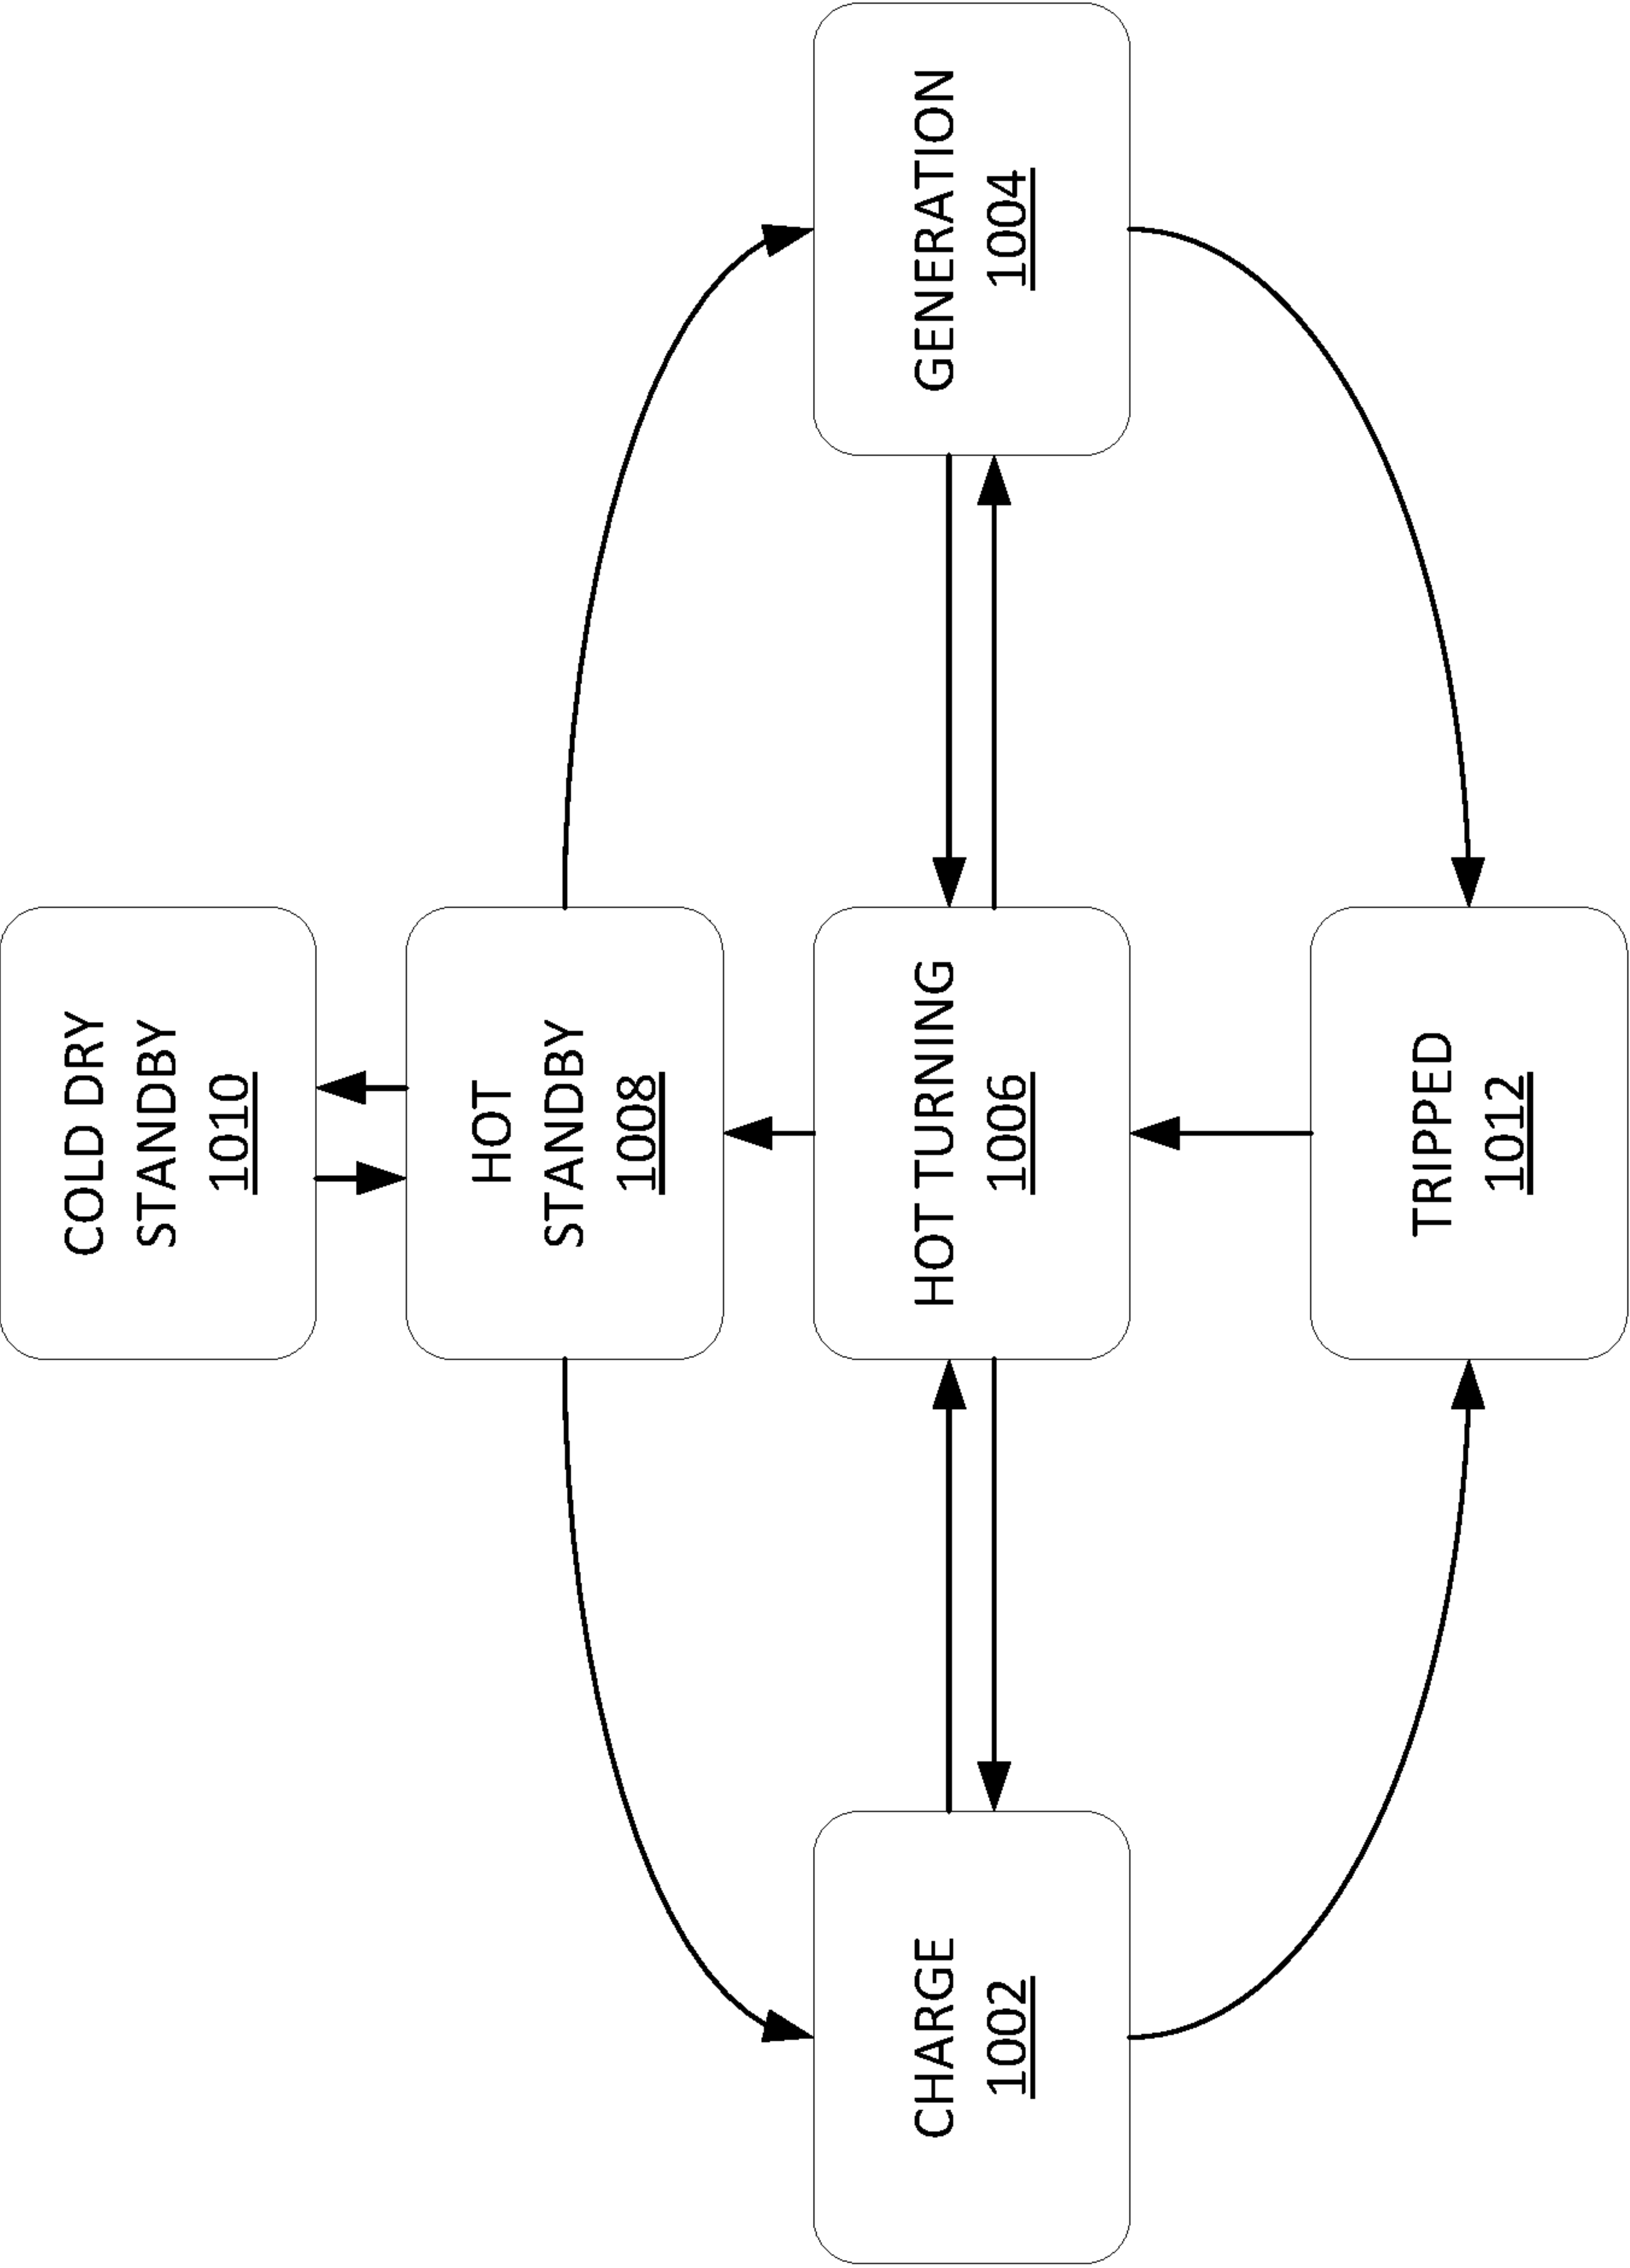 COLD DRY
STANDBY
1010
HOT
STANDBY
1008
CHARGE
1002
HOT TURNING
1006
GENERATION
1004
TRIPPED
1012